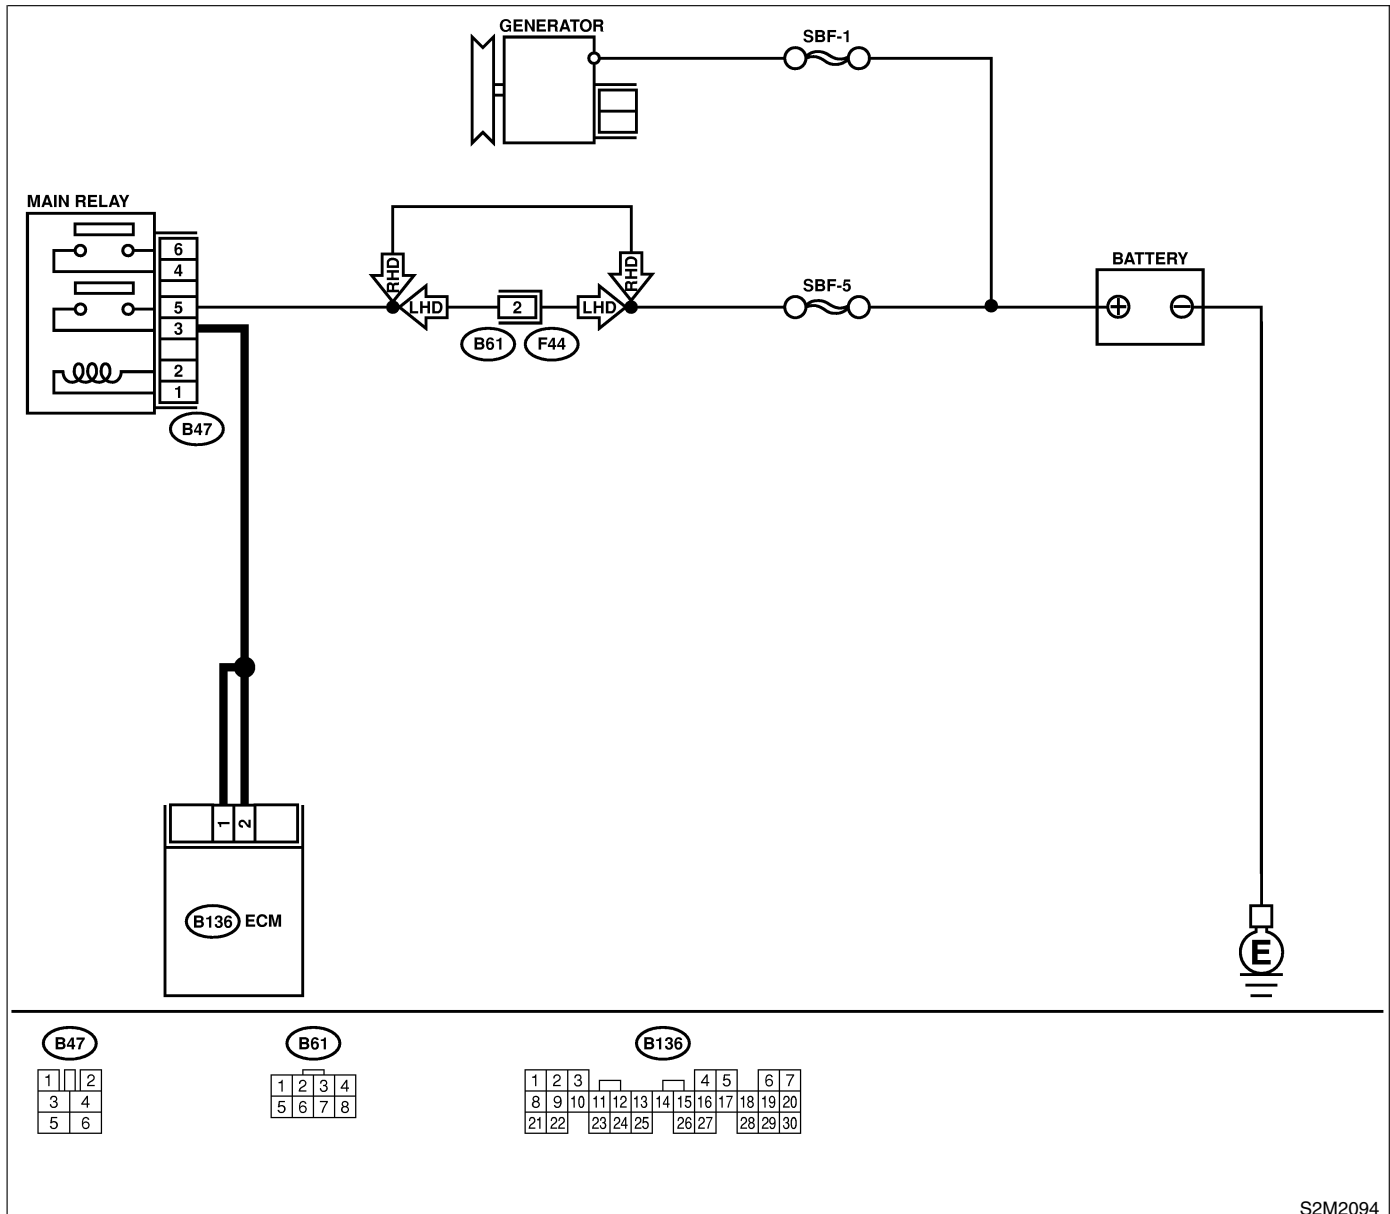 GENERATOR
SBF-1
MAIN RELAY
6
4
5
3
2
1
B47
RHD
LHD
2
LHD
RHD
B61
F44
SBF-5
BATTERY
+
−
1
2
B136 ECM
E
B47
1 2
3 4
5 6
B61
1 2 3 4
5 6 7 8
B136
1 2 3 4 5 6 7
8 9 10 11 12 13 14 15 16 17 18 19 20
21 22 23 24 25 26 27 28 29 30
S2M2094